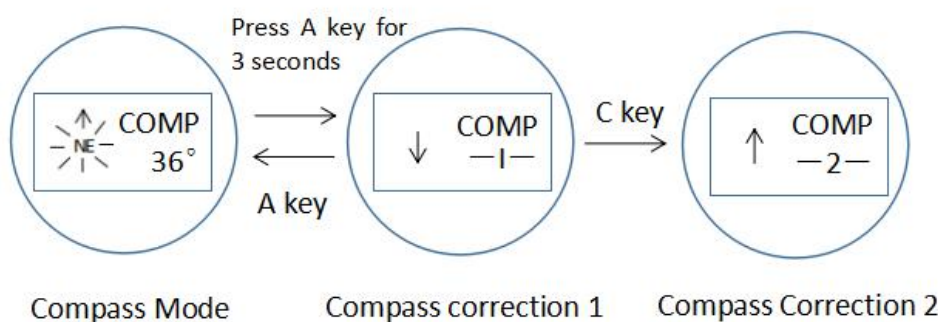 Press A key for
3 seconds
NE
COMP
36°
COMP
—I—
C key
COMP
—2—
A key
Compass Mode
Compass correction 1
Compass Correction 2